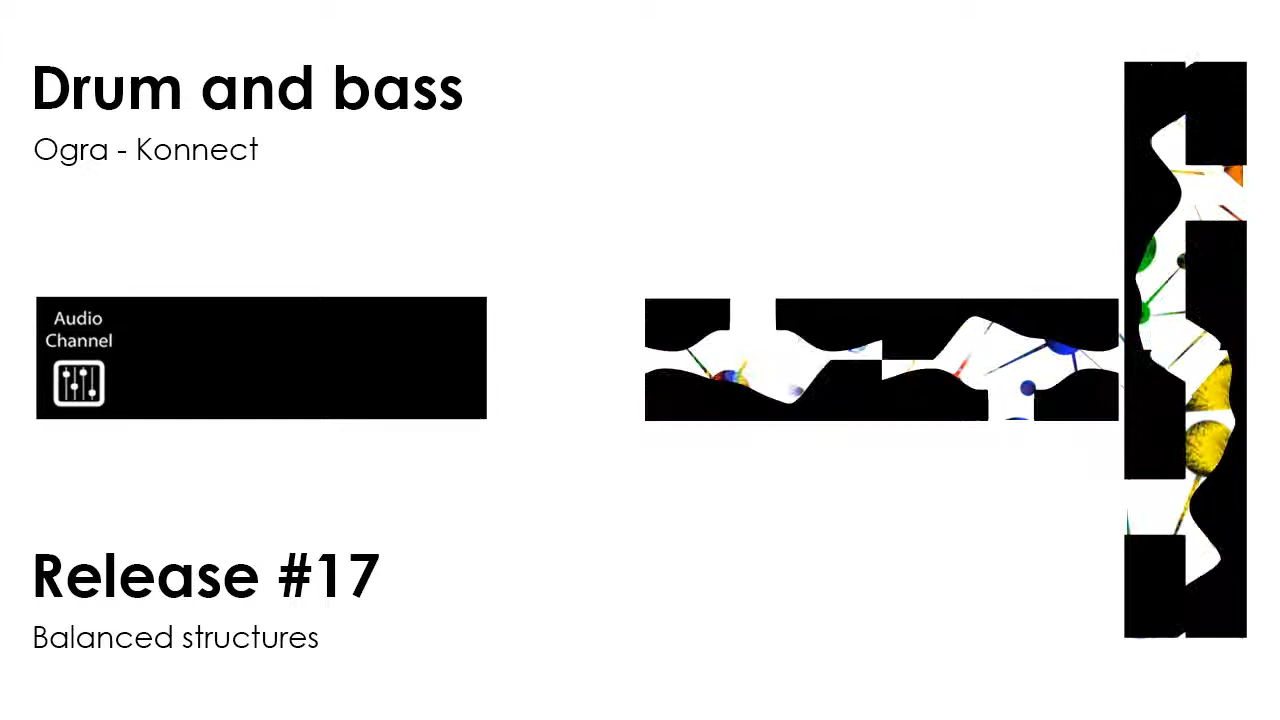 Drum and bass
Ogra - Konnect
Audio
Channel
Release #17
Balanced structures